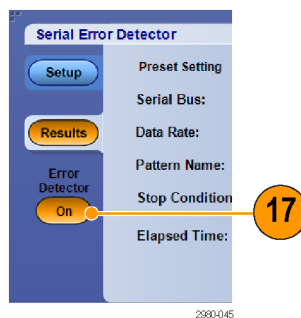 Serial Error Detector
Setup
Preset Setting
Serial Bus:
Results
Data Rate:
Pattern Name:
Error
Detector
On
Stop Condition
17
Elapsed Time:
2980-045